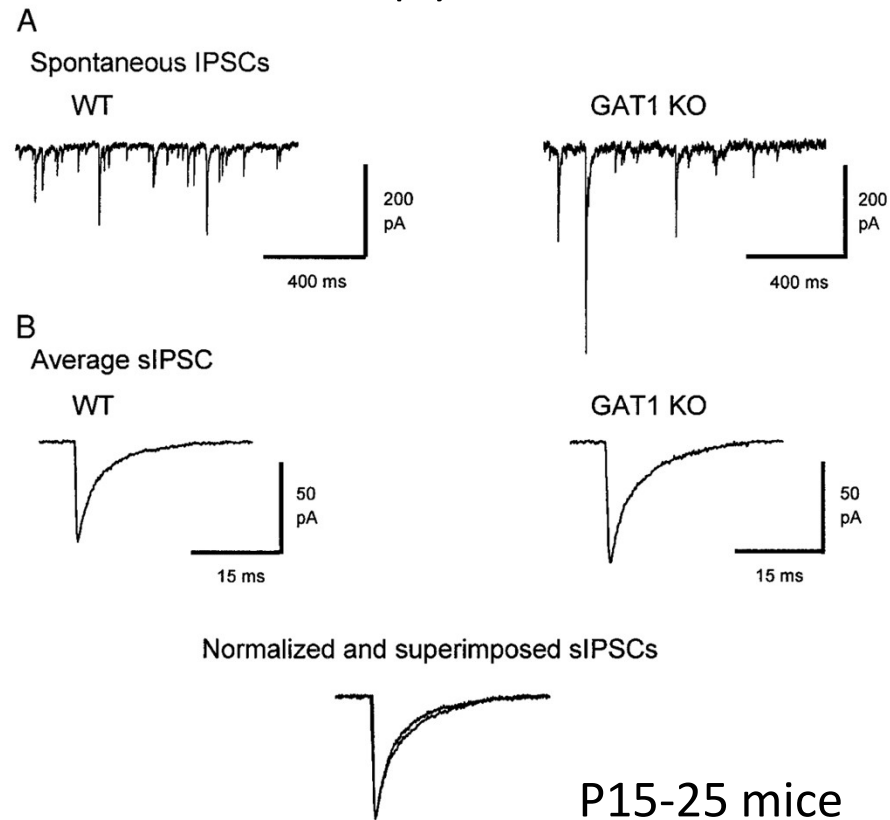 A
Spontaneous IPSCs
WT
GAT1 KO
200
pA
400 ms
200
pA
400 ms
B
Average sIPSC
WT
GAT1 KO
50
pA
15 ms
50
pA
15 ms
Normalized and superimposed sIPSCs
P15-25 mice